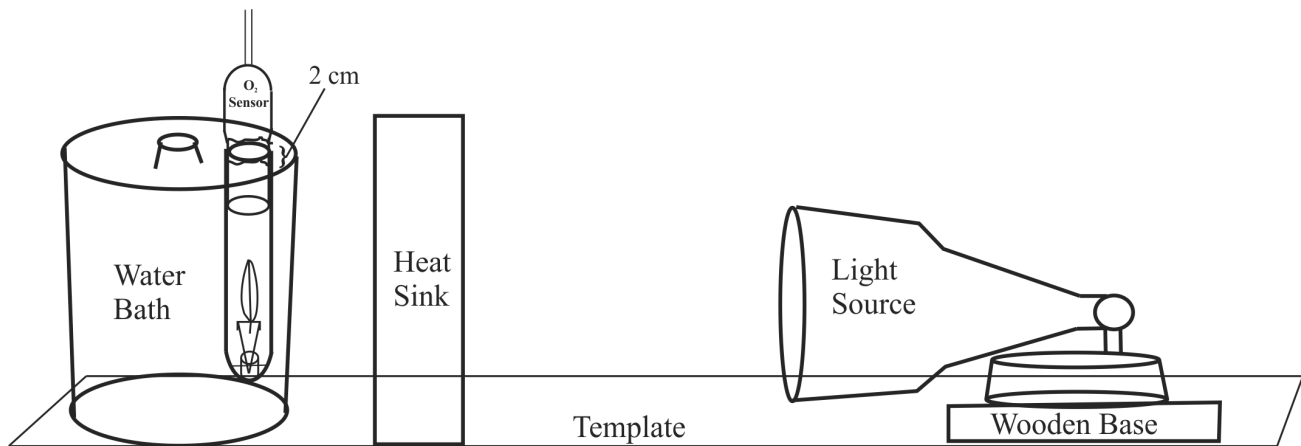 O₂
Sensor
2 cm
Water
Bath
Heat
Sink
Light
Source
Template
Wooden Base